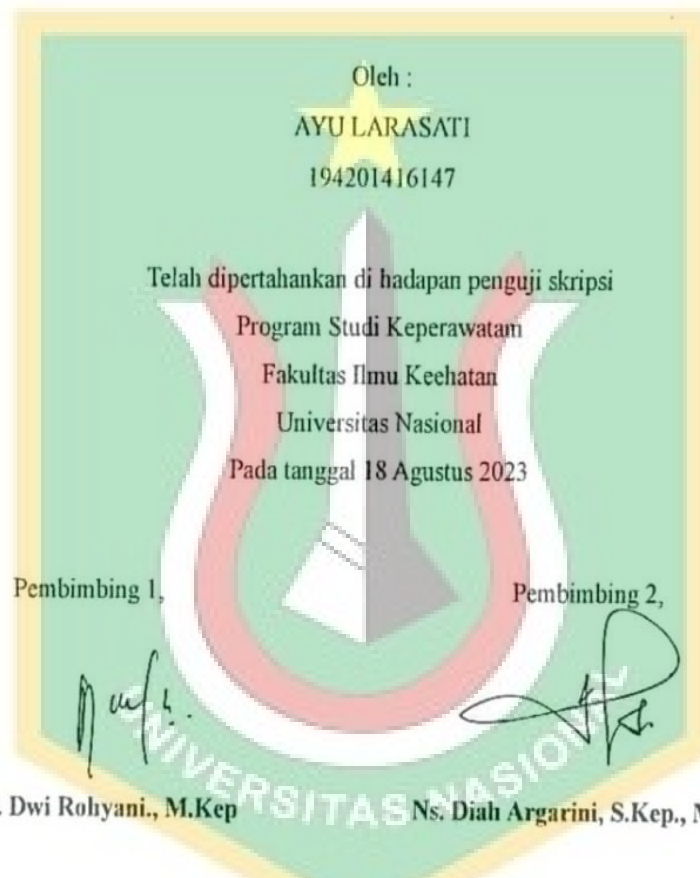 Oleh :
AYU LARASATI
194201416147
Telah dipertahankan di hadapan penguji skripsi
Program Studi Keperawatam
Fakultas Ilmu Keehatan
Universitas Nasional
Pada tanggal 18 Agustus 2023
Pembimbing 1, Pembimbing 2,
UNIVERSITAS NASIONAL
. Dwi Rohyani., M.Kep Ns. Diah Argarini, S.Kep.,